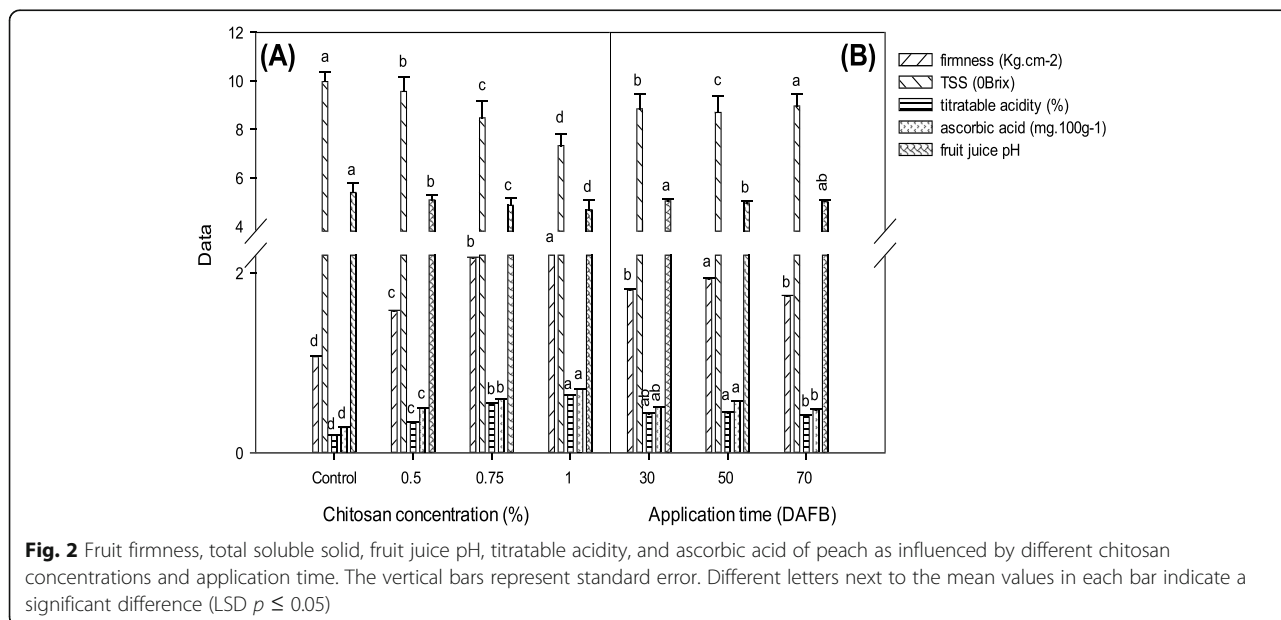 12
10
8
6
4
2
0
Data
(A)
(B)
a
b
c
d
b
c
a
a
b
c
d
a
b
ab
d
c
b
a
b
a
b
d d
c c
b b
a a
ab ab
a a
b b
Control 0.5 0.75 1 30 50 70
Chitosan concentration (%) Application time (DAFB)
firmness (Kg.cm-2)
TSS (0Brix)
titratable acidity (%)
ascorbic acid (mg.100g-1)
fruit juice pH
Fig. 2 Fruit firmness, total soluble solid, fruit juice pH, titratable acidity, and ascorbic acid of peach as influenced by different chitosan
concentrations and application time. The vertical bars represent standard error. Different letters next to the mean values in each bar indicate a
significant difference (LSD p ≤ 0.05)